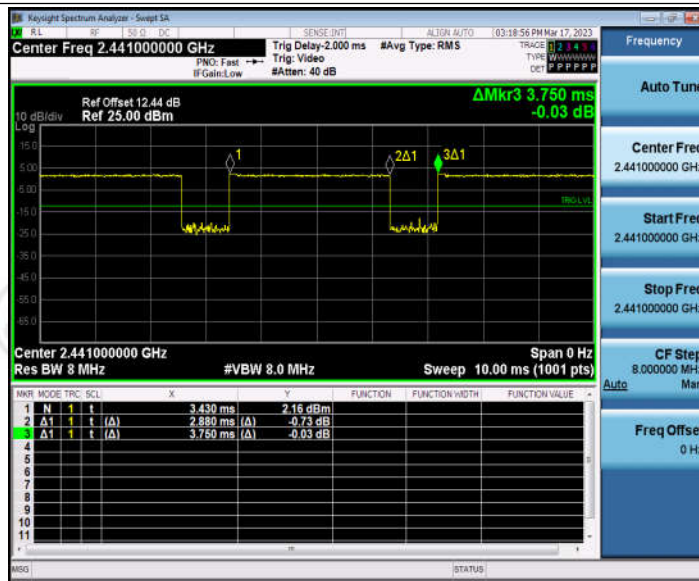 Keysight Spectrum Analyzer - Swept SA
RL RF 50 Ω DC SENSE:INT ALIGN AUTO 03:18:56 PM Mar 17, 2023
Center Freq 2.441000000 GHz
PNO: Fast
IFGain:Low
Trig Delay-2.000 ms
Trig: Video
#Atten: 40 dB
#Avg Type: RMS
TRACE 1 2 3 4 5 6
TYPE W
DET P P P P P P
Ref Offset 12.44 dB
10 dB/div Ref 25.00 dBm
Log
ΔMkr3 3.750 ms
-0.03 dB
15.0
5.00
-5.00
-15.0
-25.0
-35.0
-45.0
-55.0
-65.0
1
2Δ1
3Δ1
TRIG LVL
Center 2.441000000 GHz Span 0 Hz
Res BW 8 MHz #VBW 8.0 MHz Sweep 10.00 ms (1001 pts)
MKR MODE TRC SCL X Y FUNCTION FUNCTION WIDTH FUNCTION VALUE
1 N 1 t 3.430 ms 2.16 dBm
2 Δ1 1 t (Δ) 2.880 ms (Δ) -0.73 dB
3 Δ1 1 t (Δ) 3.750 ms (Δ) -0.03 dB
4
5
6
7
8
9
10
11
MSG STATUS
Frequency
Auto Tune
Center Freq
2.441000000 GHz
Start Freq
2.441000000 GHz
Stop Freq
2.441000000 GHz
CF Step
8.000000 MHz
Auto Man
Freq Offset
0 Hz